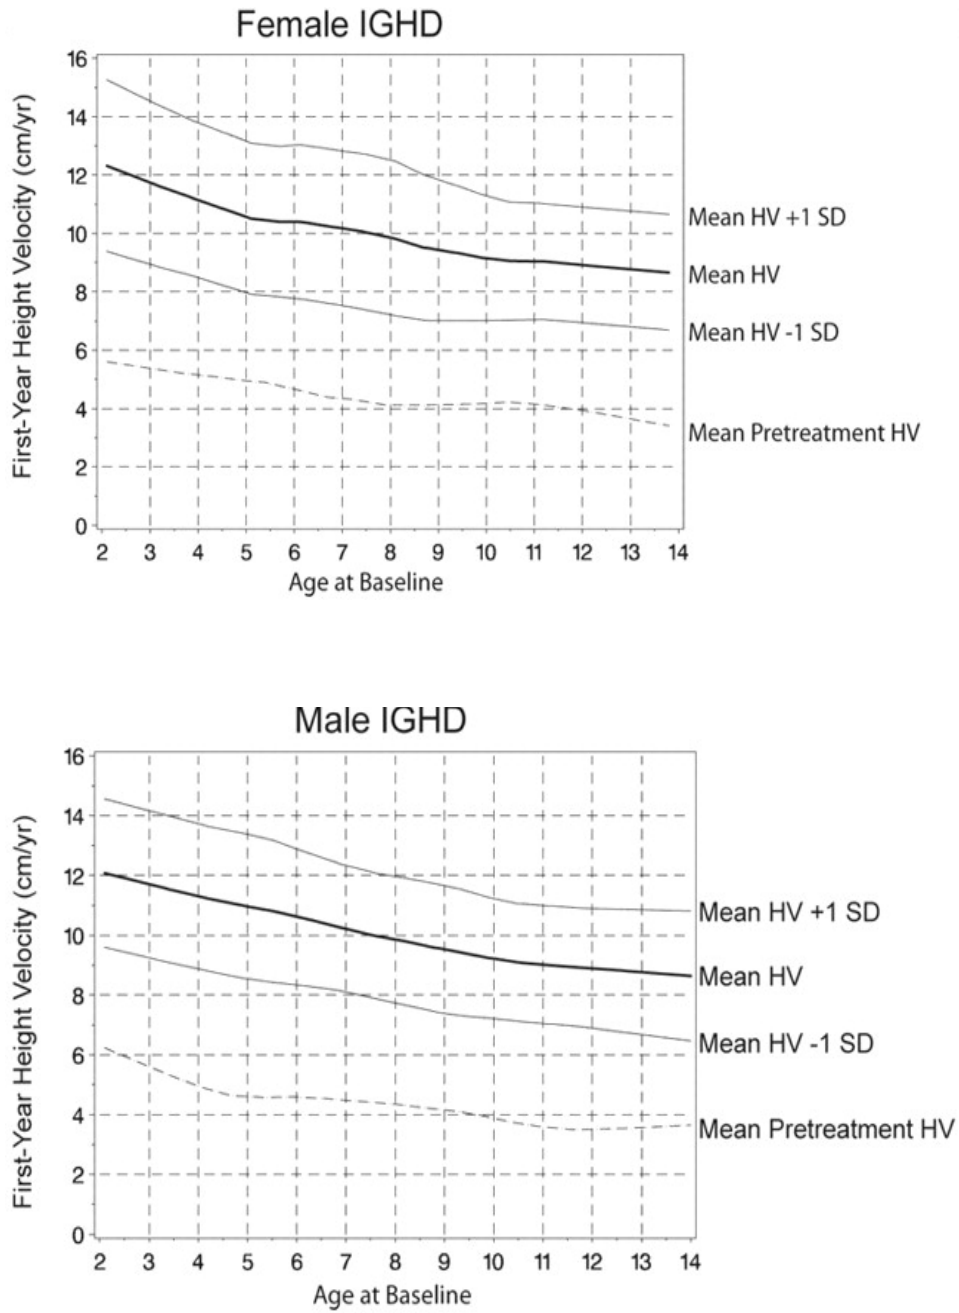 Female IGHD
First-Year Height Velocity (cm/yr)
16
14
12
10
8
6
4
2
0
Mean HV +1 SD
Mean HV
Mean HV -1 SD
Mean Pretreatment HV
2 3 4 5 6 7 8 9 10 11 12 13 14
Age at Baseline
Male IGHD
First-Year Height Velocity (cm/yr)
16
14
12
10
8
6
4
2
0
Mean HV +1 SD
Mean HV
Mean HV -1 SD
Mean Pretreatment HV
2 3 4 5 6 7 8 9 10 11 12 13 14
Age at Baseline